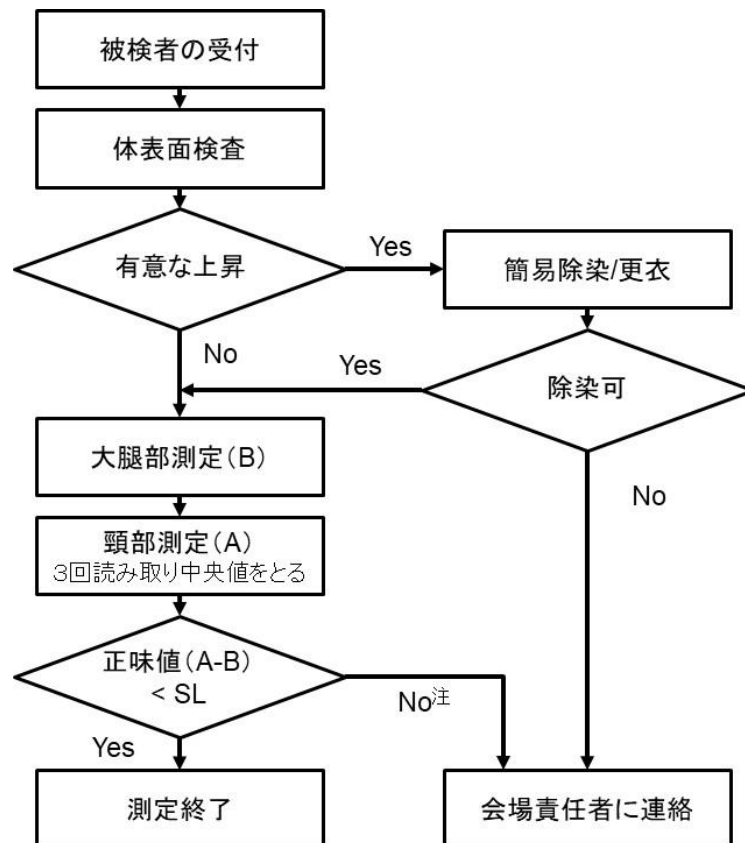 被検者の受付
体表面検査
有意な上昇
Yes
簡易除染/更衣
No
Yes
除染可
大腿部測定（B）
No
頸部測定（A）
３回読み取り中央値をとる
正味値（A-B）
< SL
No注
Yes
測定終了
会場責任者に連絡